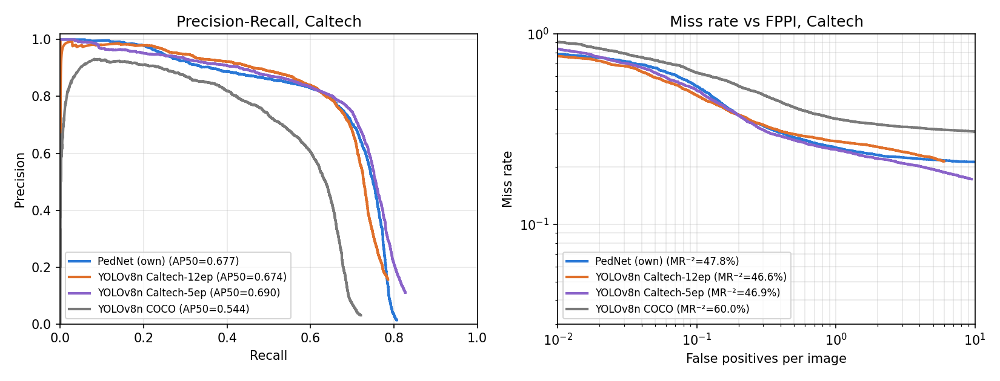 Precision-Recall, Caltech
Precision
1.0
0.8
0.6
0.4
0.2
0.0
PedNet (own) (AP50=0.677)
YOLOv8n Caltech-12ep (AP50=0.674)
YOLOv8n Caltech-5ep (AP50=0.690)
YOLOv8n COCO (AP50=0.544)
0.0 0.2 0.4 0.6 0.8 1.0
Recall
Miss rate vs FPPI, Caltech
Miss rate
10⁰
10⁻¹
PedNet (own) (MR⁻²=47.8%)
YOLOv8n Caltech-12ep (MR⁻²=46.6%)
YOLOv8n Caltech-5ep (MR⁻²=46.9%)
YOLOv8n COCO (MR⁻²=60.0%)
10⁻² 10⁻¹ 10⁰ 10¹
False positives per image